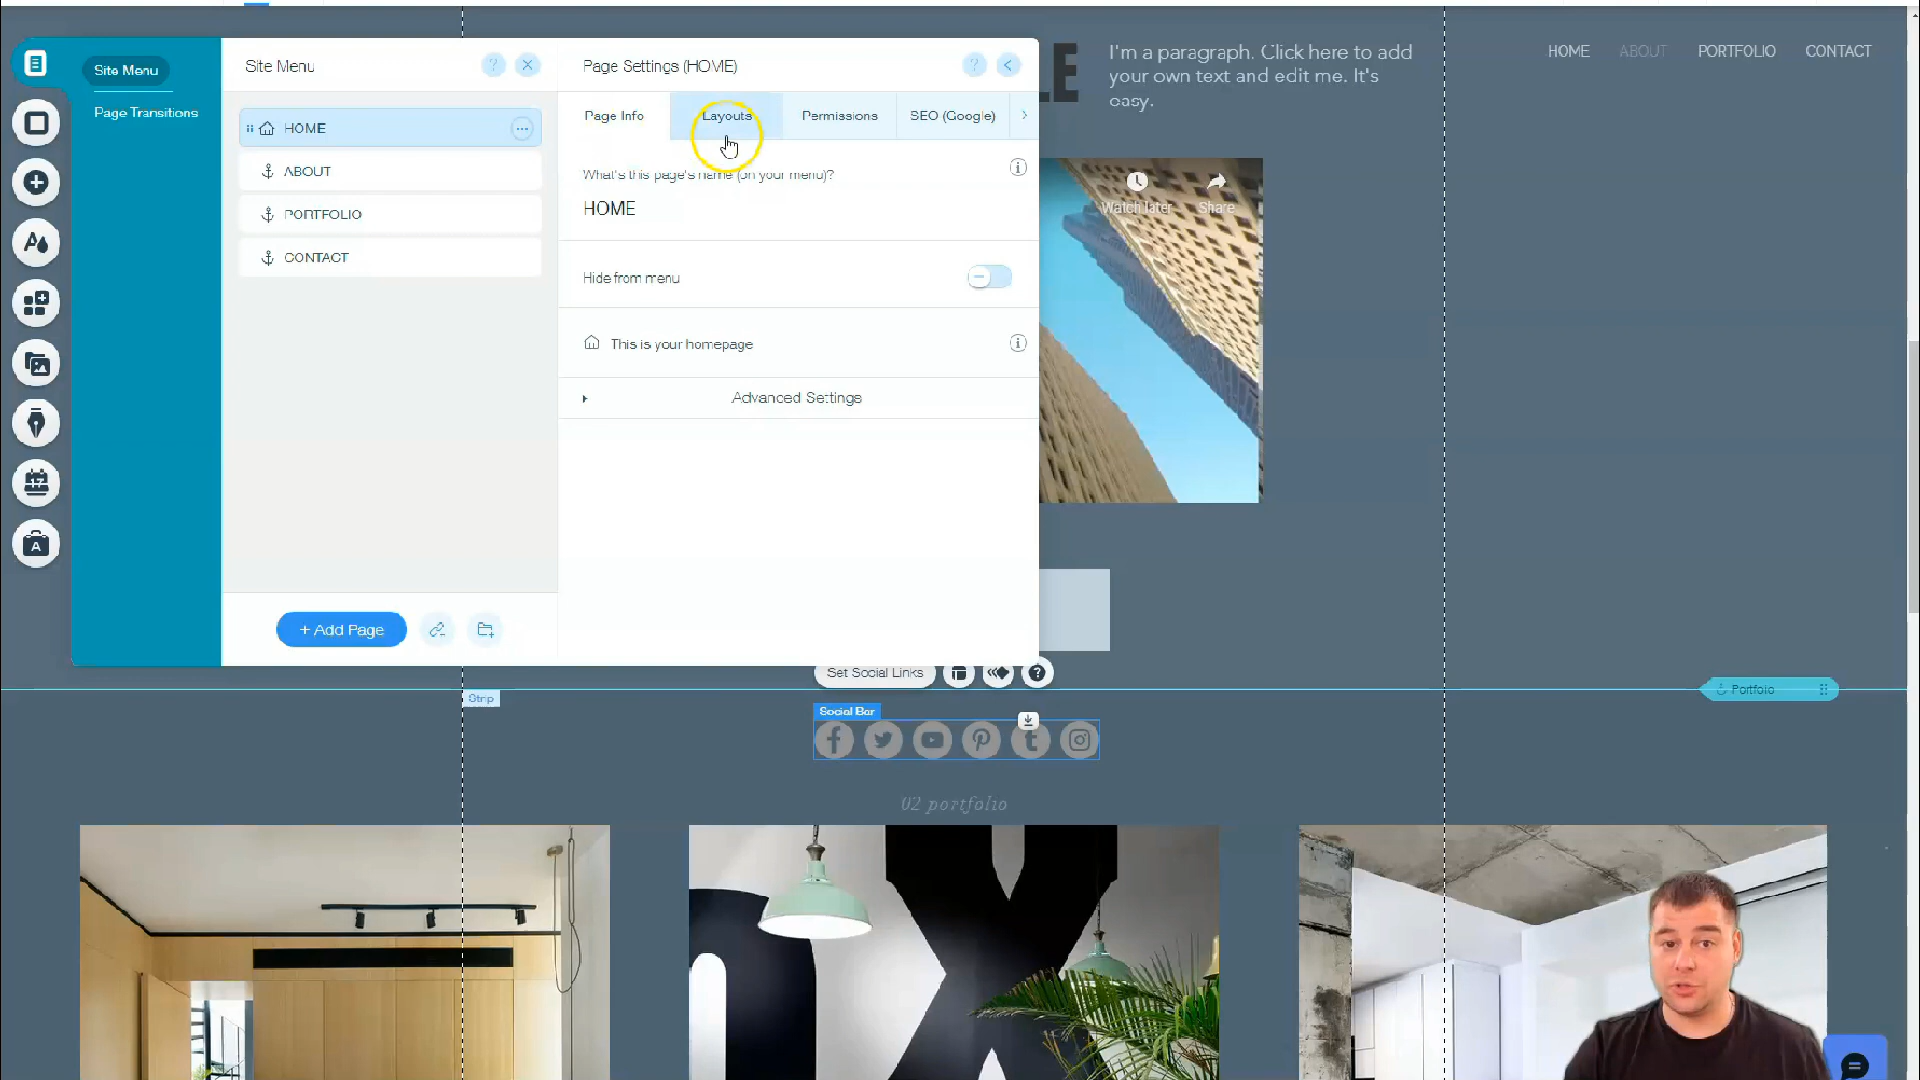 Site Menu
Page Transitions
Site Menu
?
HOME
ABOUT
PORTFOLIO
CONTACT
+ Add Page
Page Settings (HOME)
?
Page Info
Layouts
Permissions
SEO (Google)
What's this page's name (on your menu)?
HOME
Hide from menu
This is your homepage
Advanced Settings
LE
I'm a paragraph. Click here to add
your own text and edit me. It's
easy.
HOME
ABOUT
PORTFOLIO
CONTACT
Watch later
Share
Set Social Links
?
Strip
Portfolio
Social Bar
02 portfolio